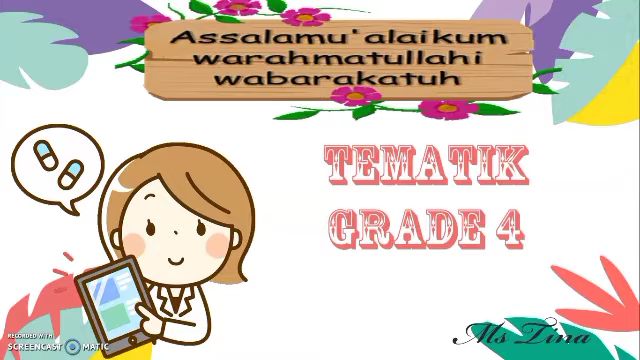 Assalamu'alaikum
warahmatullahi
wabarakatuh
TEMATIK
GRADE 4
Ms Tina
RECORDED WITH
SCREENCAST MATIC